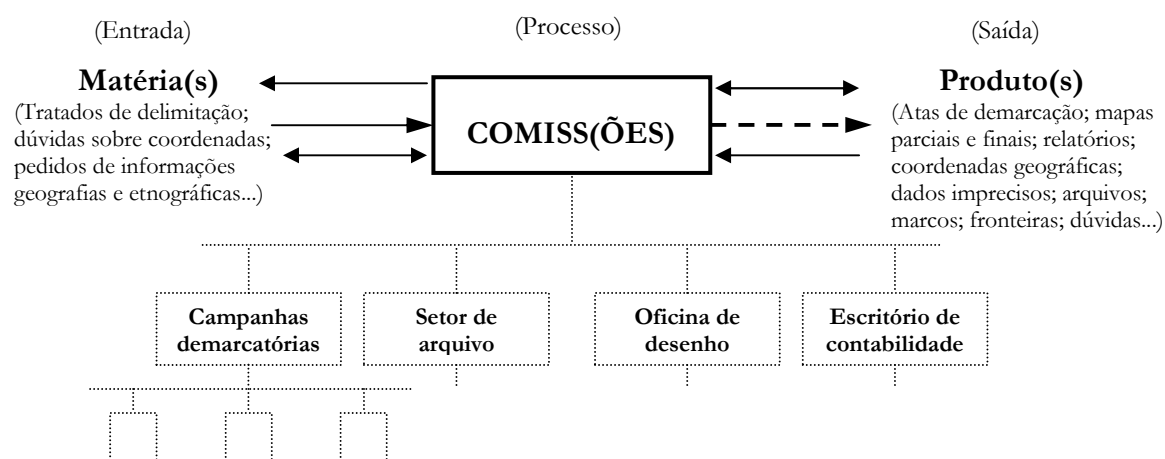 (Entrada)
(Processo)
(Saída)
Matéria(s)
(Tratados de delimitação;
dúvidas sobre coordenadas;
pedidos de informações
geografias e etnográficas...)
COMISS(ÕES)
Produto(s)
(Atas de demarcação; mapas
parciais e finais; relatórios;
coordenadas geográficas;
dados imprecisos; arquivos;
marcos; fronteiras; dúvidas...)
Campanhas
demarcatórias
Setor de
arquivo
Oficina de
desenho
Escritório de
contabilidade